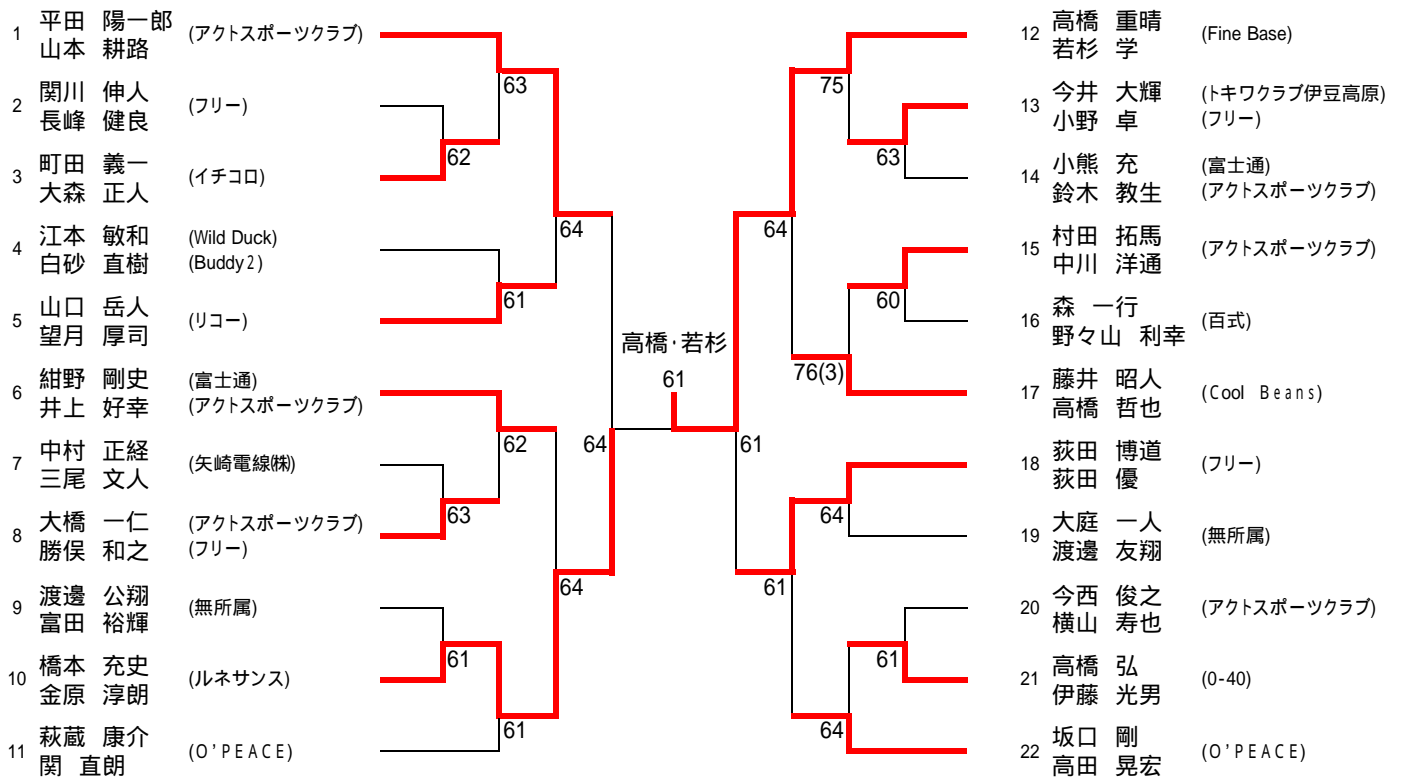 1 平田 陽一郎 (アクトスポーツクラブ)
山本 耕路
2 関川 伸人 (フリー)
長峰 健良
3 町田 義一 (イチコロ)
大森 正人
4 江本 敏和 (Wild Duck)
白砂 直樹 (Buddy2)
5 山口 岳人 (リコー)
望月 厚司
6 紺野 剛史 (富士通)
井上 好幸 (アクトスポーツクラブ)
7 中村 正経 (矢崎電線㈱)
三尾 文人
8 大橋 一仁 (アクトスポーツクラブ)
勝俣 和之 (フリー)
9 渡邊 公翔 (無所属)
富田 裕輝
10 橋本 充史 (ルネサンス)
金原 淳朗
11 萩蔵 康介 (O'PEACE)
関 直朗
63
62
64
61
62
64
63
64
61
61
高橋・若杉
61
75
63
64
60
76(3)
61
64
61
61
64
12 高橋 重晴 (Fine Base)
若杉 学
13 今井 大輝 (トキワクラブ伊豆高原)
小野 卓 (フリー)
14 小熊 充 (富士通)
鈴木 教生 (アクトスポーツクラブ)
15 村田 拓馬 (アクトスポーツクラブ)
中川 洋通
16 森 一行 (百式)
野々山 利幸
17 藤井 昭人 (Cool Beans)
高橋 哲也
18 荻田 博道 (フリー)
荻田 優
19 大庭 一人 (無所属)
渡邊 友翔
20 今西 俊之 (アクトスポーツクラブ)
横山 寿也
21 高橋 弘 (0-40)
伊藤 光男
22 坂口 剛 (O'PEACE)
高田 晃宏